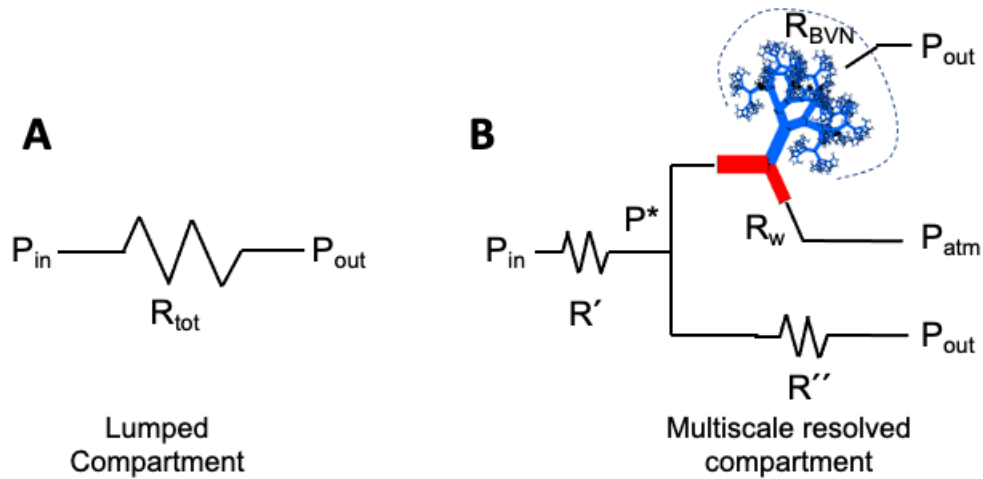 A
P_in
P_out
R_tot
Lumped
Compartment
B
R_BVN
P_out
P*
R_w
P_atm
P_in
R′
P_out
R′′
Multiscale resolved
compartment